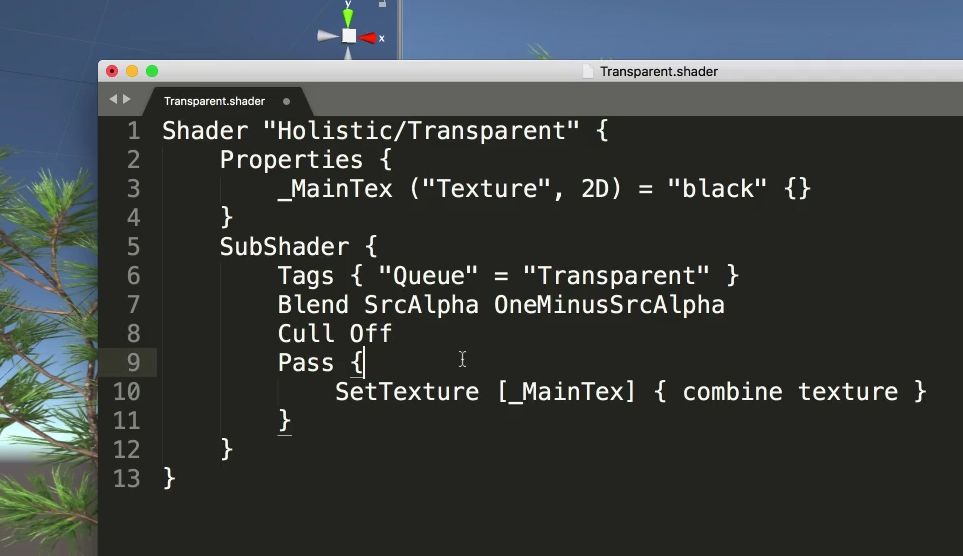 y
x
Transparent.shader
Transparent.shader
1 Shader "Holistic/Transparent" {
2 Properties {
3 _MainTex ("Texture", 2D) = "black" {}
4 }
5 SubShader {
6 Tags { "Queue" = "Transparent" }
7 Blend SrcAlpha OneMinusSrcAlpha
8 Cull Off
9 Pass {
10 SetTexture [_MainTex] { combine texture }
11 }
12 }
13 }